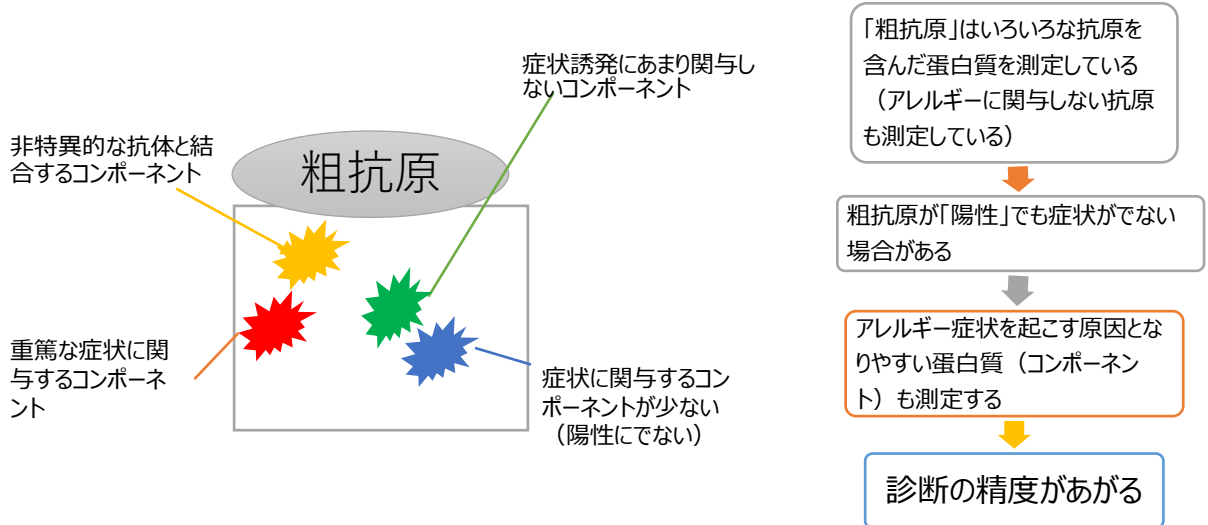 症状誘発にあまり関与し
ないコンポーネント
非特異的な抗体と結
合するコンポーネント
粗抗原
重篤な症状に関
与するコンポーネ
ント
症状に関与するコン
ポーネントが少ない
（陽性にでない）
「粗抗原」はいろいろな抗原を
含んだ蛋白質を測定している
（アレルギーに関与しない抗原
も測定している）
粗抗原が「陽性」でも症状がでない
場合がある
アレルギー症状を起こす原因とな
りやすい蛋白質（コンポーネン
ト）も測定する
診断の精度があがる